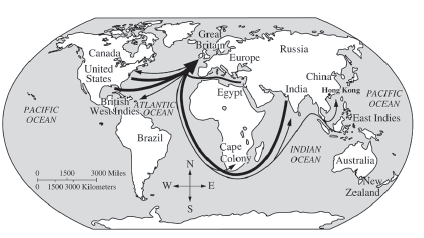 Great
Britain
Russia
Canada
Europe
United
States
China
Hong Kong
Egypt
India
PACIFIC
OCEAN
PACIFIC
OCEAN
British
West Indies
ATLANTIC
OCEAN
East Indies
Brazil
Cape
Colony
INDIAN
OCEAN
Australia
N
W
E
S
0 1500 3000 Miles
0 1500 3000 Kilometers
New
Zealand